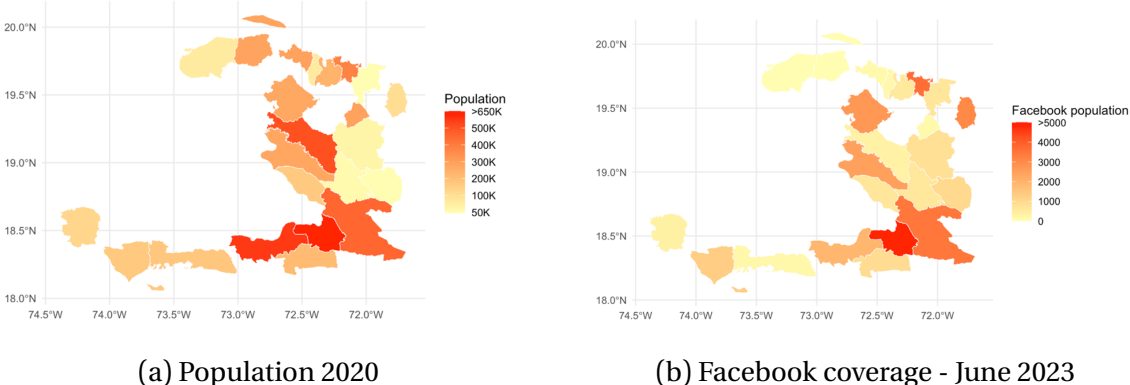 20.0°N
19.5°N
19.0°N
18.5°N
18.0°N
74.5°W 74.0°W 73.5°W 73.0°W 72.5°W 72.0°W
Population
>650K
500K
400K
300K
200K
100K
50K
(a) Population 2020
20.0°N
19.5°N
19.0°N
18.5°N
18.0°N
74.5°W 74.0°W 73.5°W 73.0°W 72.5°W 72.0°W
Facebook population
>5000
4000
3000
2000
1000
0
(b) Facebook coverage - June 2023